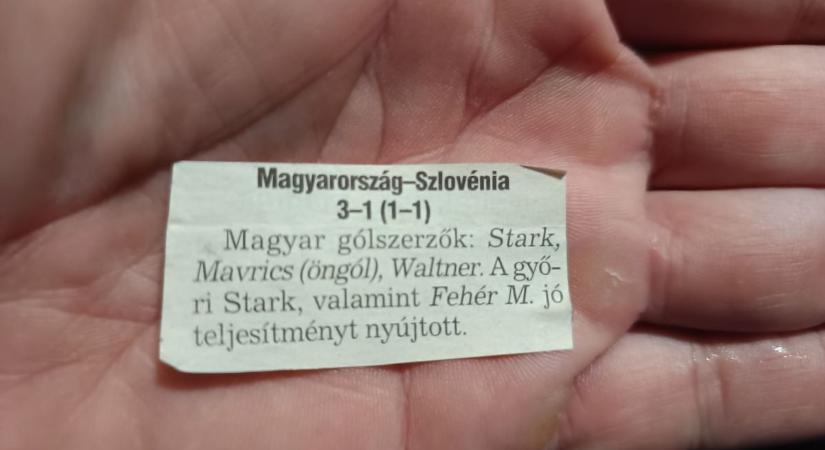 Magyarország–Szlovénia
3–1 (1–1)
Magyar gólszerzők: Stark,
Mavrics (öngól), Waltner. A győ-
ri Stark, valamint Fehér M. jó
teljesítményt nyújtott.